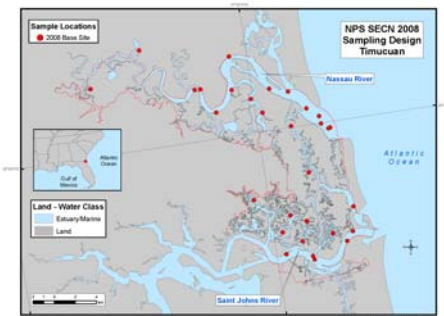 Sample Locations
2008 Base Site
NPS SECN 2008
Sampling Design
Timucuan
Nassau River
Atlantic
Ocean
Atlantic
Ocean
Gulf of
Mexico
Land - Water Class
Estuary/Marine
Land
Saint Johns River